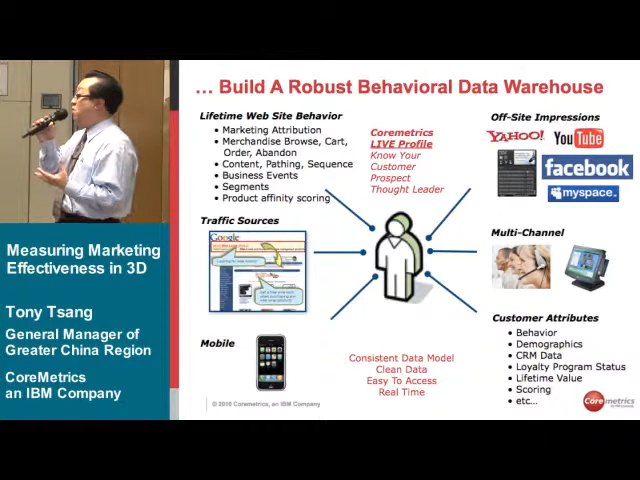 ... Build A Robust Behavioral Data Warehouse
Lifetime Web Site Behavior
• Marketing Attribution
• Merchandise Browse, Cart,
Order, Abandon
• Content, Pathing, Sequence
• Business Events
• Segments
• Product affinity scoring
Coremetrics
LIVE Profile
Know Your
Customer
Prospect
Thought Leader
Off-Site Impressions
YAHOO!
YouTube
facebook
myspace.
Traffic Sources
Google
Multi-Channel
Mobile
Consistent Data Model
Clean Data
Easy To Access
Real Time
Customer Attributes
• Behavior
• Demographics
• CRM Data
• Loyalty Program Status
• Lifetime Value
• Scoring
• etc...
© 2010 Coremetrics, an IBM Company
Coremetrics
Measuring Marketing
Effectiveness in 3D
Tony Tsang
General Manager of
Greater China Region
CoreMetrics
an IBM Company